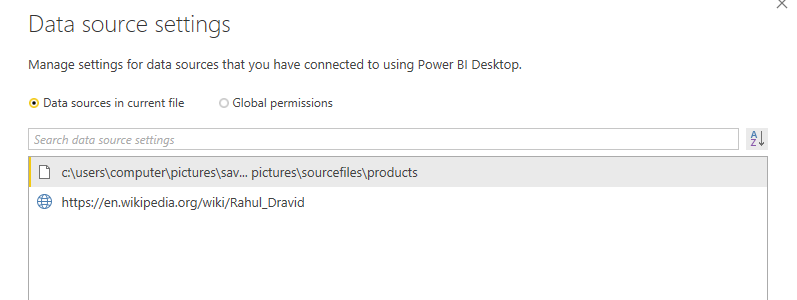 Data source settings
Manage settings for data sources that you have connected to using Power BI Desktop.
Data sources in current file Global permissions
Search data source settings
A
Z
c:\users\computer\pictures\sav... pictures\sourcefiles\products
https://en.wikipedia.org/wiki/Rahul_Dravid